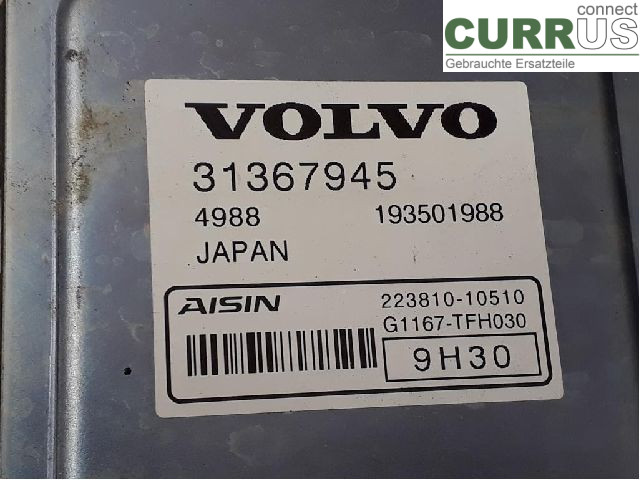 connect
CURRUS
Gebrauchte Ersatzteile
VOLVO
31367945
4988 193501988
JAPAN
AISIN 223810-10510
G1167-TFH030
9H30